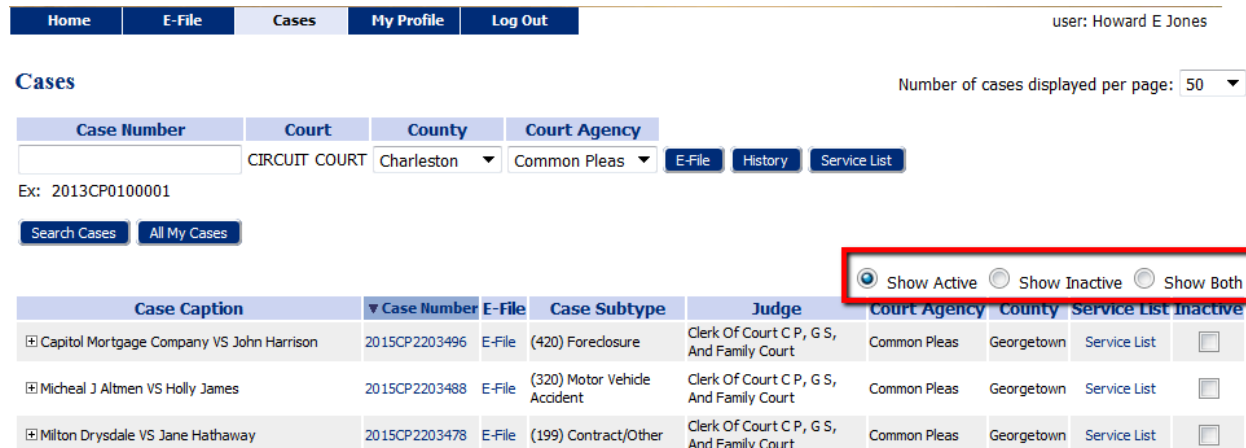 Home E-File Cases My Profile Log Out user: Howard E Jones
Cases Number of cases displayed per page: 50
Case Number Court County Court Agency
CIRCUIT COURT Charleston Common Pleas E-File History Service List
Ex: 2013CP0100001
Search Cases All My Cases
Show Active Show Inactive Show Both
Case Caption ▼ Case Number E-File Case Subtype Judge Court Agency County Service List Inactive
Capitol Mortgage Company VS John Harrison 2015CP2203496 E-File (420) Foreclosure Clerk Of Court C P, G S, And Family Court Common Pleas Georgetown Service List
Micheal J Altmen VS Holly James 2015CP2203488 E-File (320) Motor Vehicle Accident Clerk Of Court C P, G S, And Family Court Common Pleas Georgetown Service List
Milton Drysdale VS Jane Hathaway 2015CP2203478 E-File (199) Contract/Other Clerk Of Court C P, G S, And Family Court Common Pleas Georgetown Service List